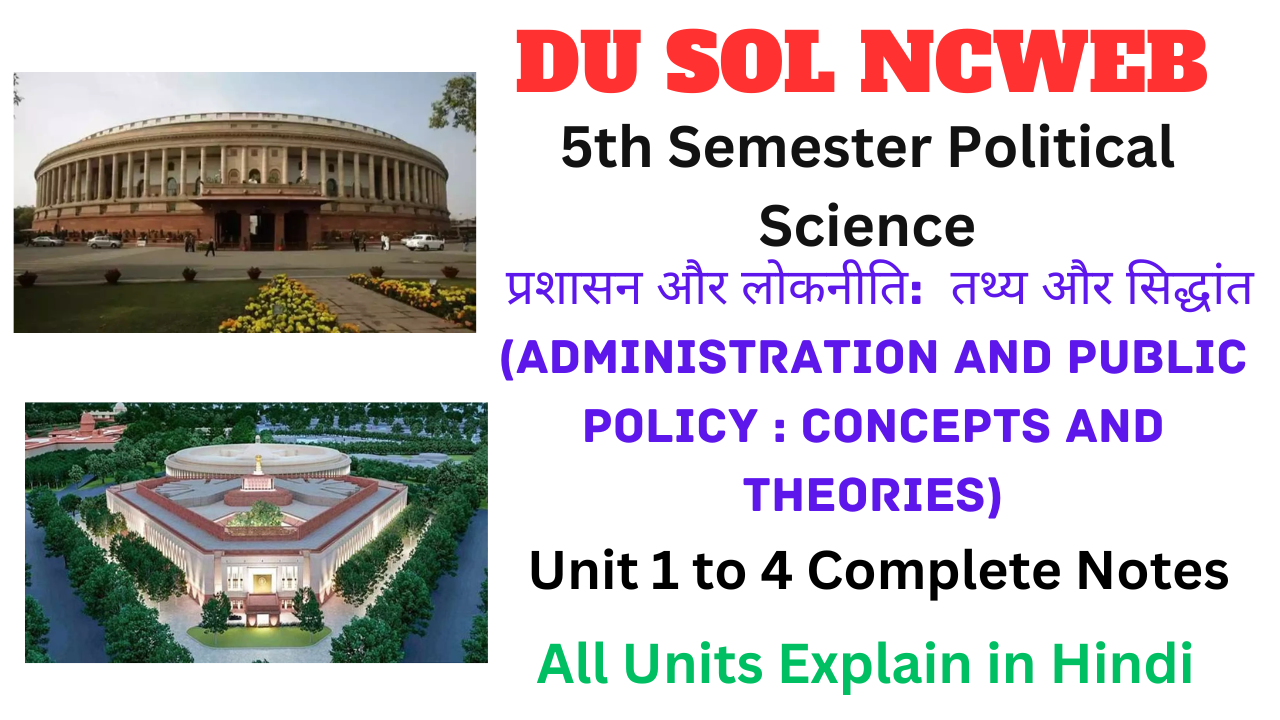 DU SOL NCWEB
5th Semester Political
Science
प्रशासन और लोकनीति: तथ्य और सिद्धांत
(ADMINISTRATION AND PUBLIC
POLICY : CONCEPTS AND
THEORIES)
Unit 1 to 4 Complete Notes
All Units Explain in Hindi